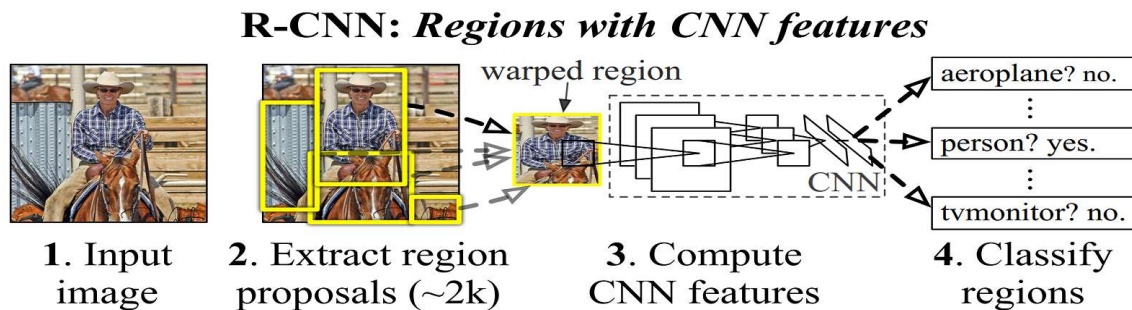 R-CNN: Regions with CNN features
warped region
aeroplane? no.
⋮
person? yes.
⋮
tvmonitor? no.
CNN
1. Input
image
2. Extract region
proposals (~2k)
3. Compute
CNN features
4. Classify
regions